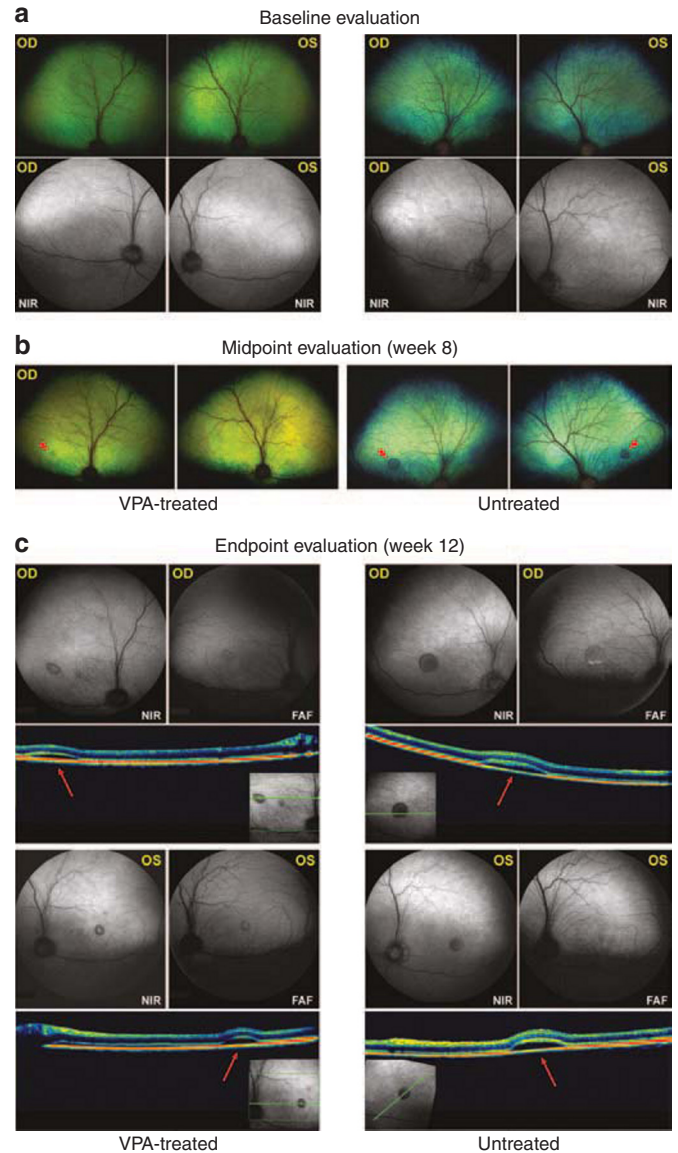 a Baseline evaluation
OD OS OD OS
OD OS OD OS
NIR NIR NIR NIR
b Midpoint evaluation (week 8)
OD
VPA-treated Untreated
c Endpoint evaluation (week 12)
OD OD OD OD
NIR FAF NIR FAF
OS OS OS OS
NIR FAF NIR FAF
VPA-treated Untreated